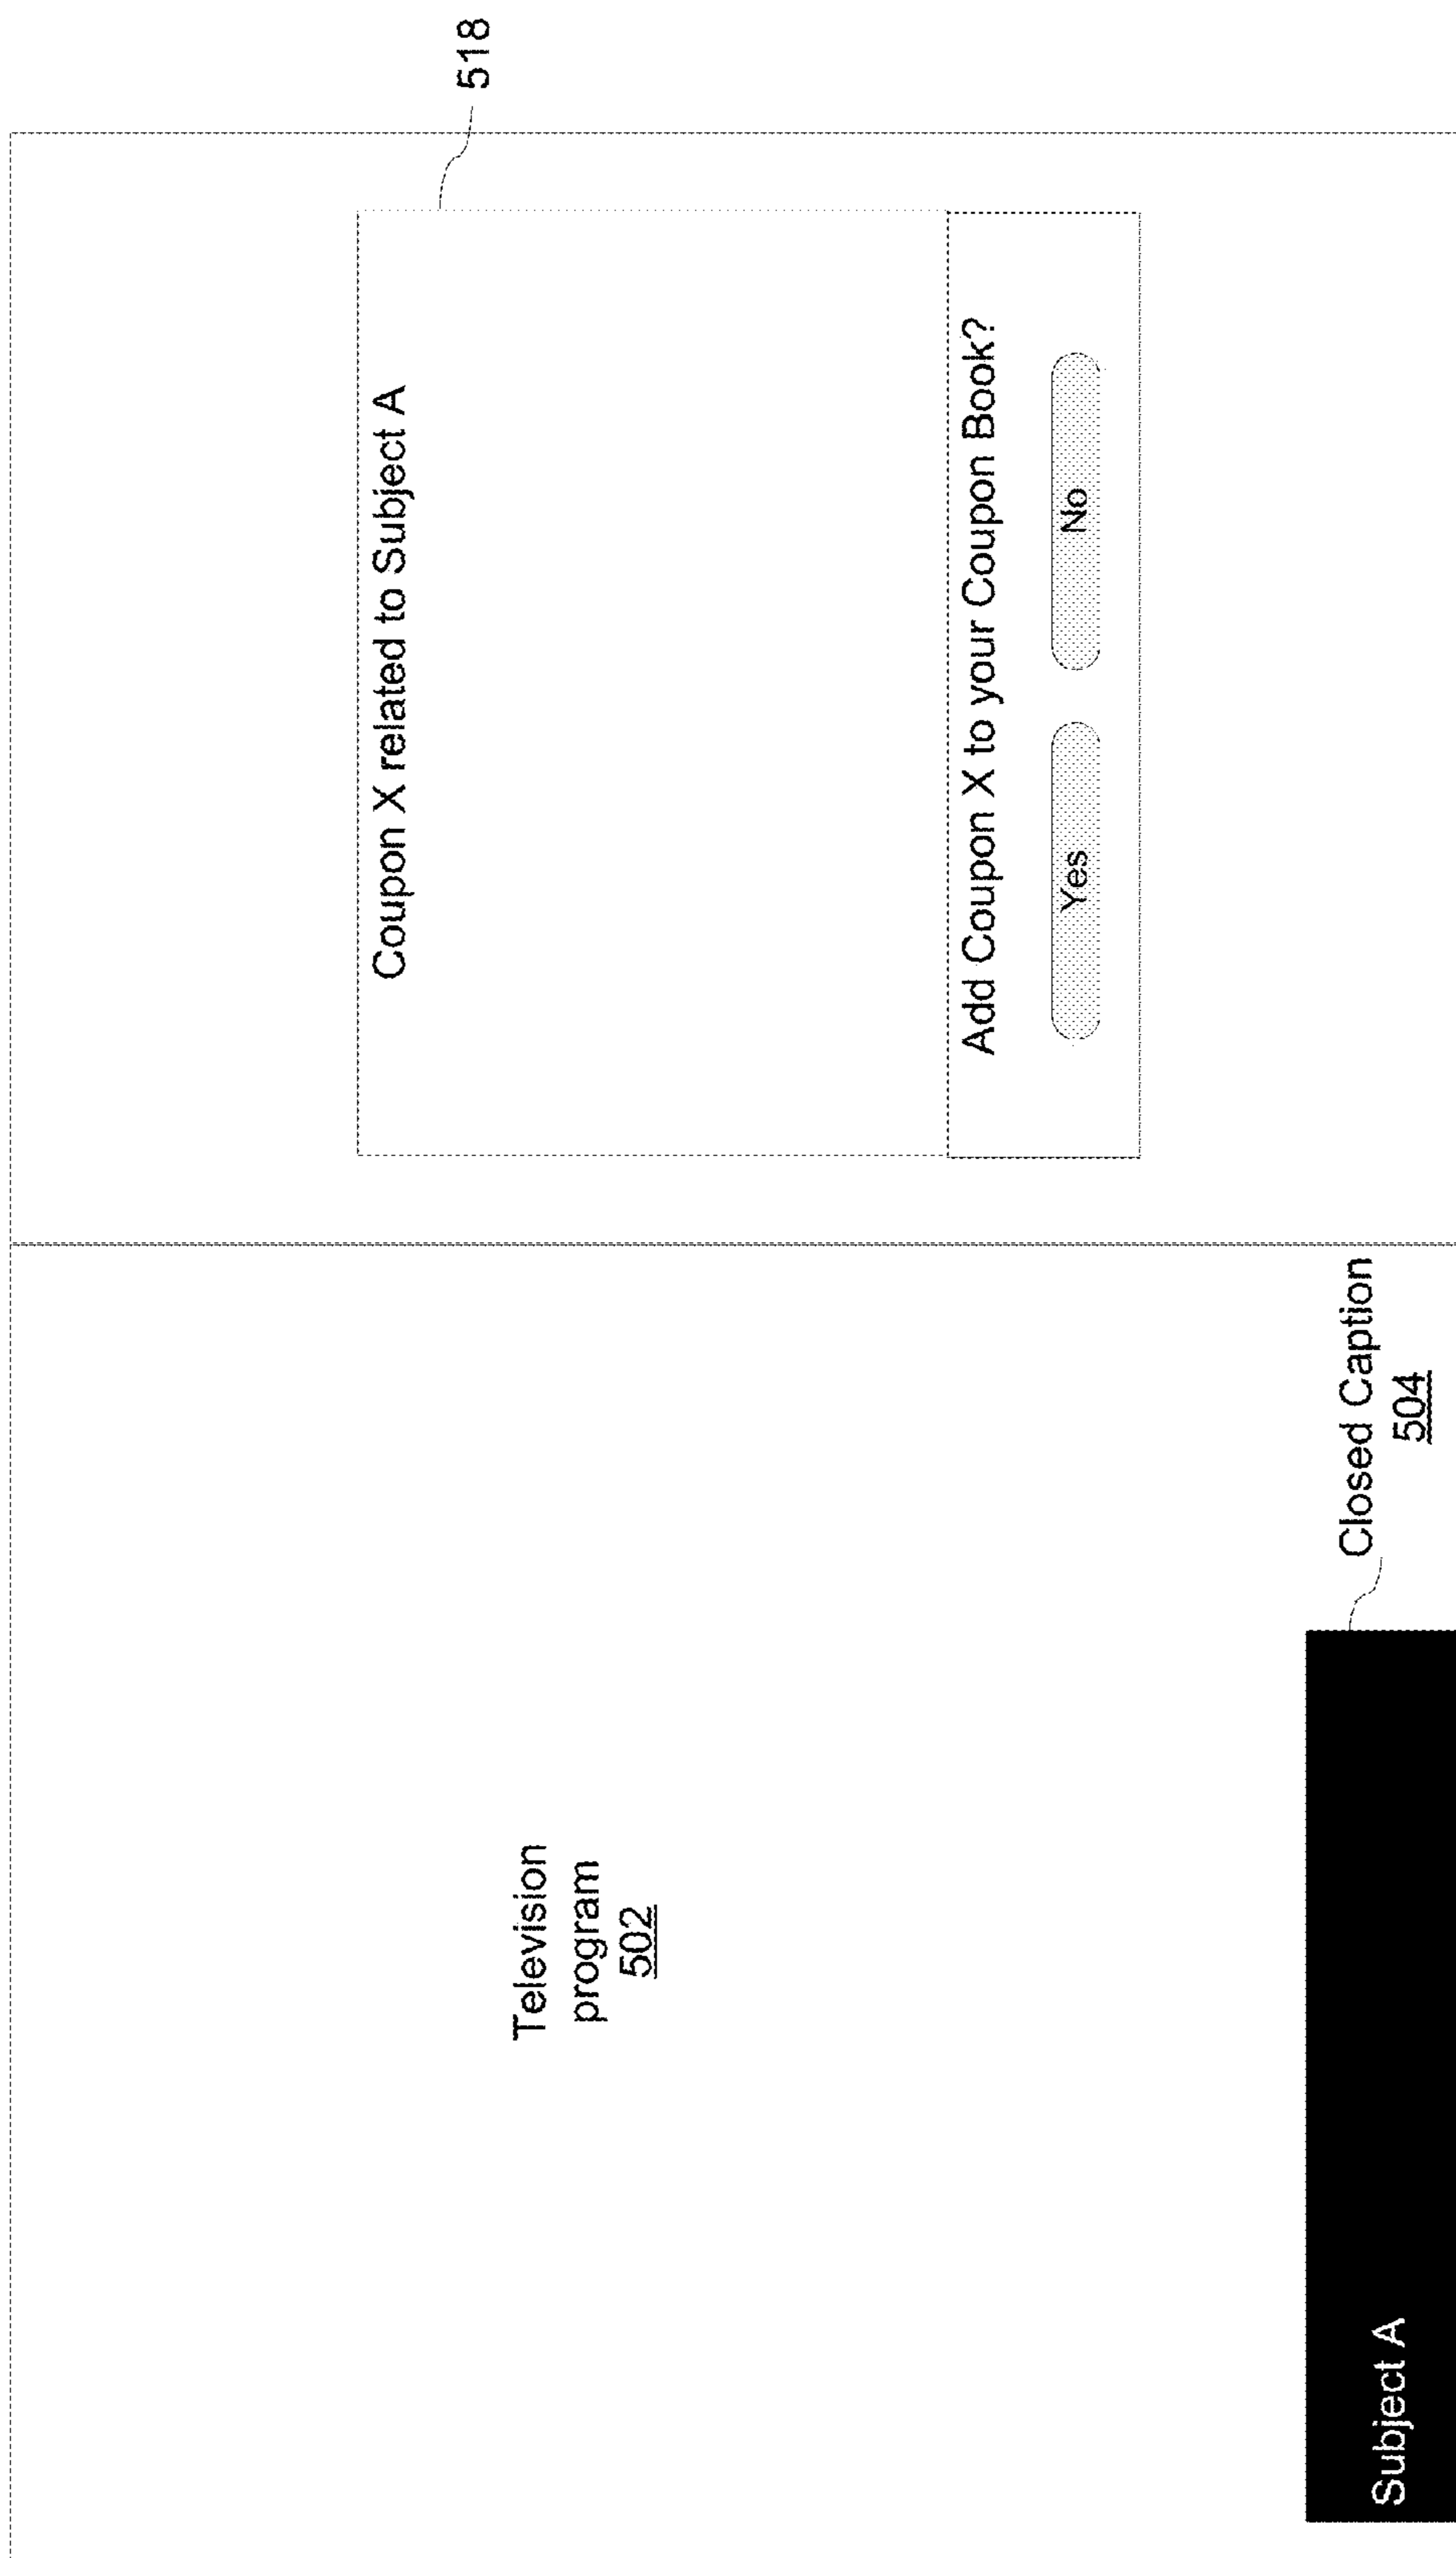 518
Coupon X related to Subject A
Add Coupon X to your Coupon Book?
Yes
No
Television
program
502
Closed Caption
504
Subject A